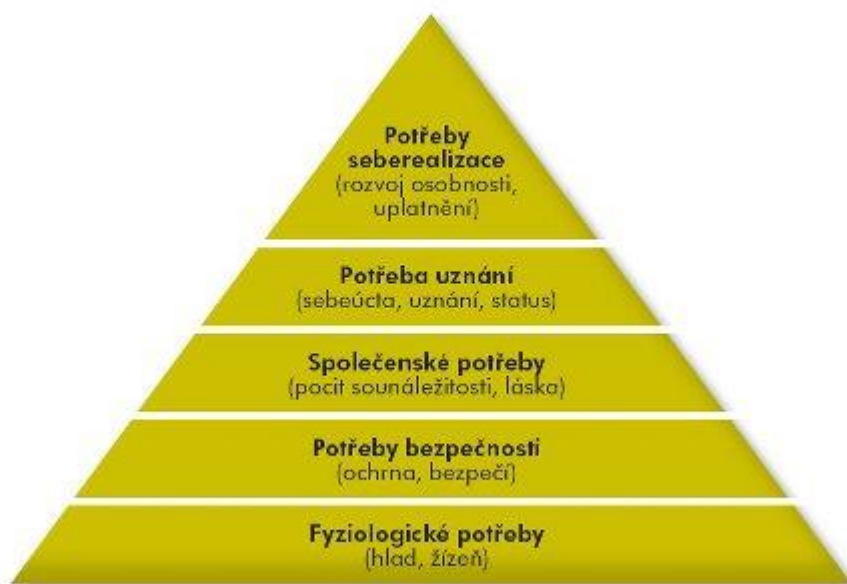 Potřeby
seberealizace
(rozvoj osobnosti,
uplatnění)
Potřeba uznání
(sebeúcta, uznání, status)
Společenské potřeby
(pocit sounáležitosti, láska)
Potřeby bezpečnosti
(ochrna, bezpečí)
Fyziologické potřeby
(hlad, žízeň)